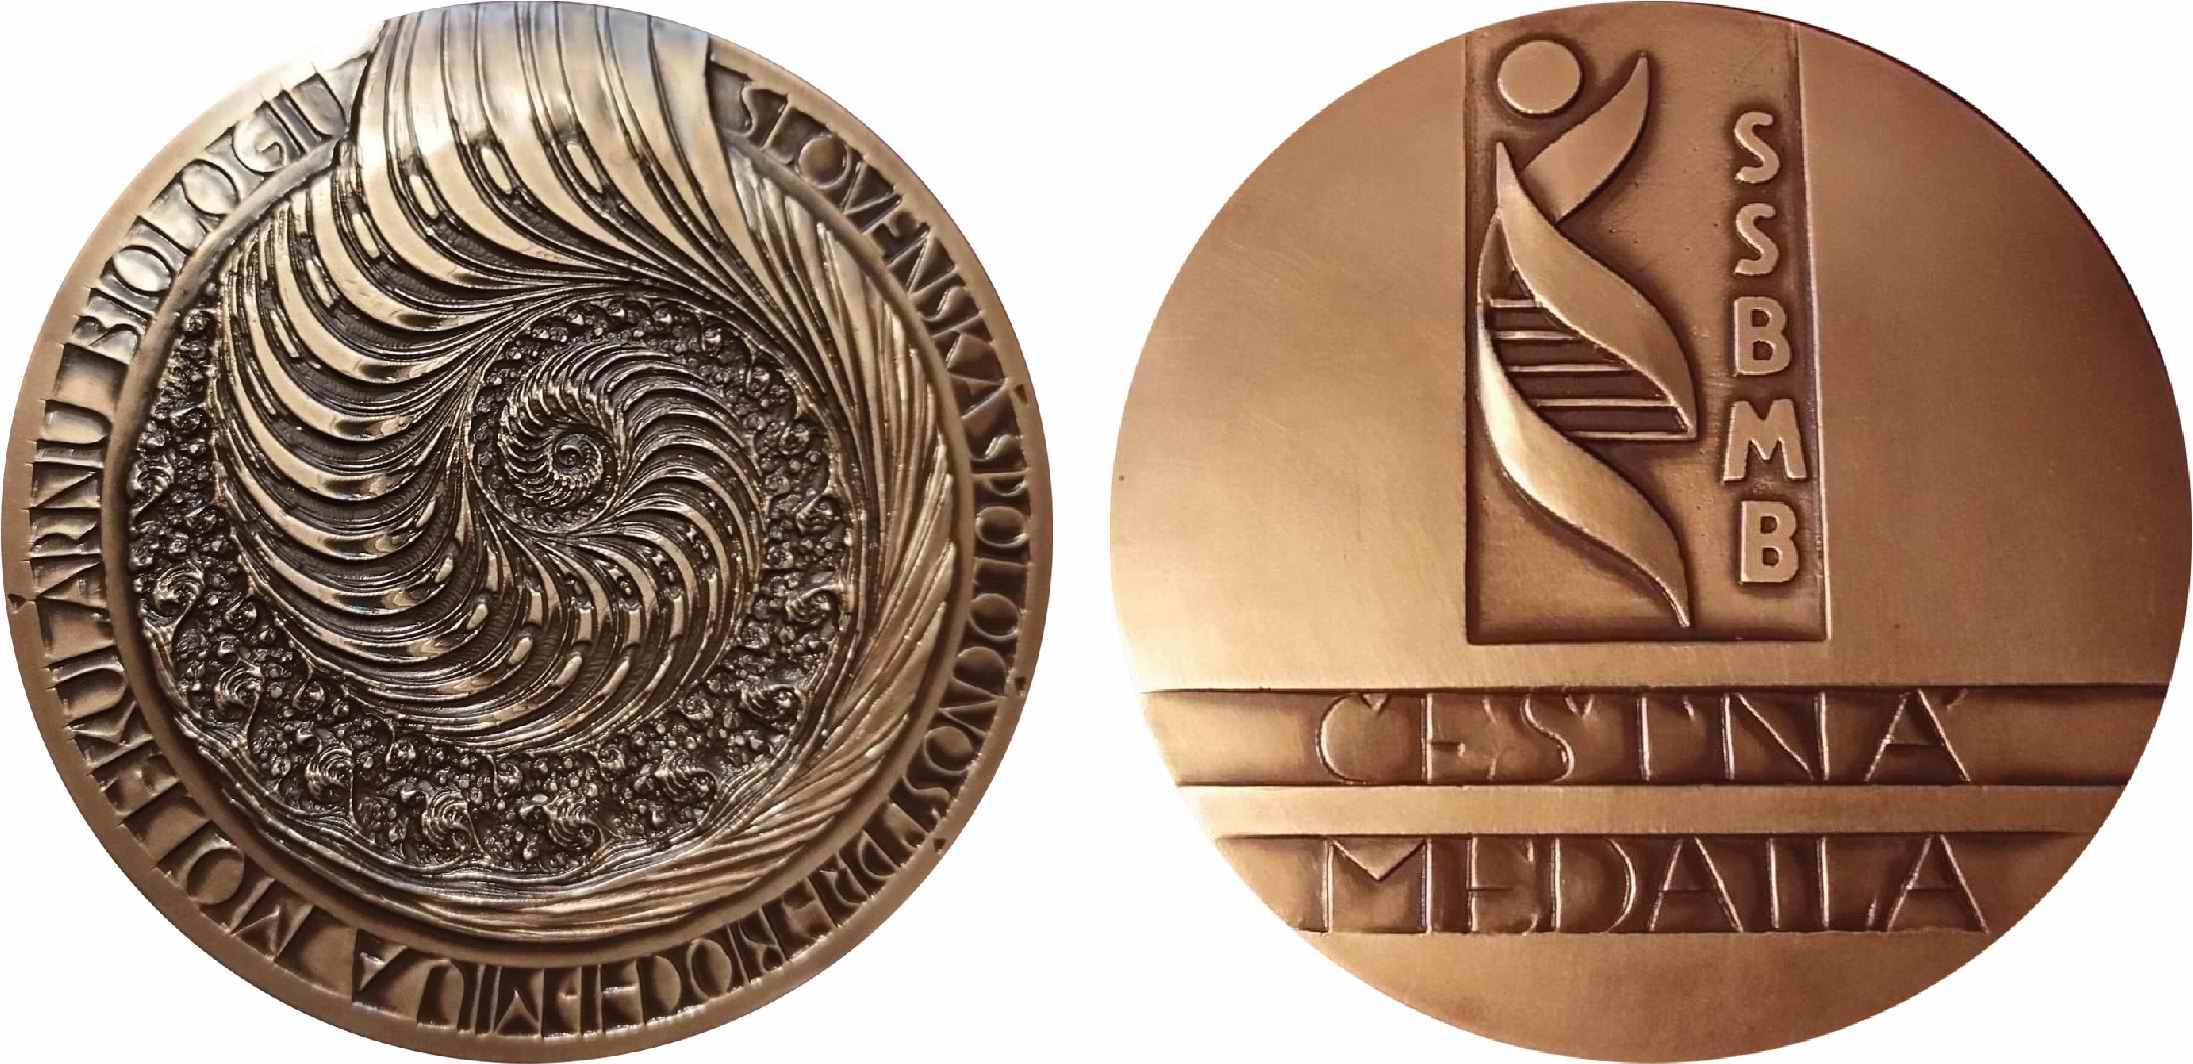 SLOVENSKÁ SPOLOČNOSŤ PRE BIOCHÉMIU A MOLEKULÁRNU BIOLÓGIU
SSBMB
ČESTNÁ
MEDAILA